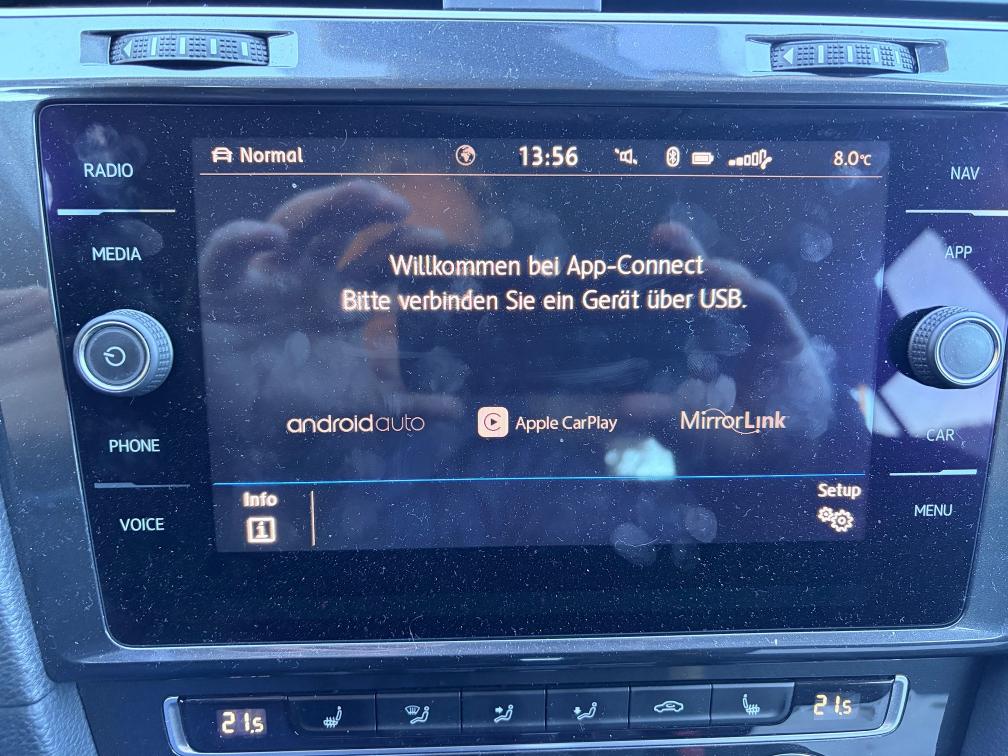 Normal
13:56
8.0°C
RADIO
MEDIA
PHONE
VOICE
NAV
APP
CAR
MENU
Willkommen bei App-Connect
Bitte verbinden Sie ein Gerät über USB.
androidauto
Apple CarPlay
MirrorLink
Info
Setup
21.5
21.5